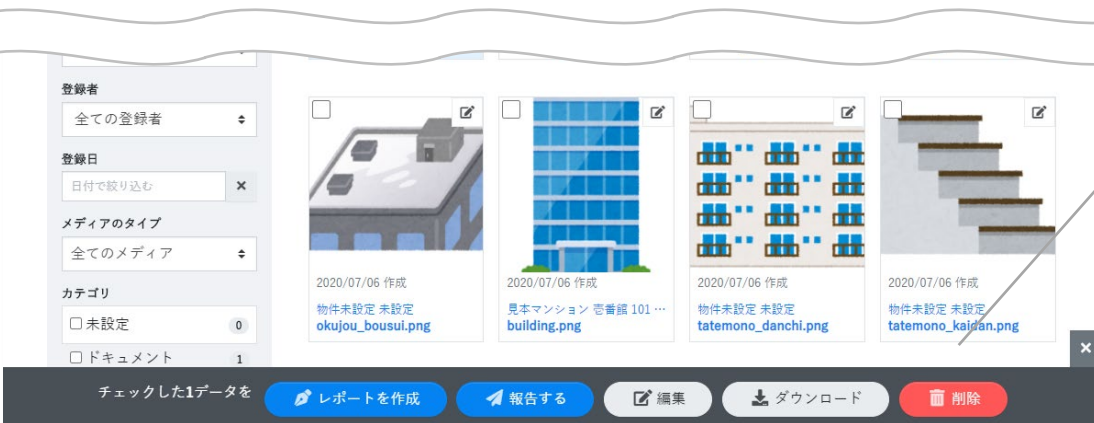 登録者
全ての登録者
登録日
日付で絞り込む
メディアのタイプ
全てのメディア
カテゴリ
未設定 0
ドキュメント 1
2020/07/06 作成
物件未設定 未設定
okujou_bousui.png
2020/07/06 作成
見本マンション 壱番館 101 …
building.png
2020/07/06 作成
物件未設定 未設定
tatemono_danchi.png
2020/07/06 作成
物件未設定 未設定
tatemono_kaidan.png
チェックした1データを レポートを作成 報告する 編集 ダウンロード 削除